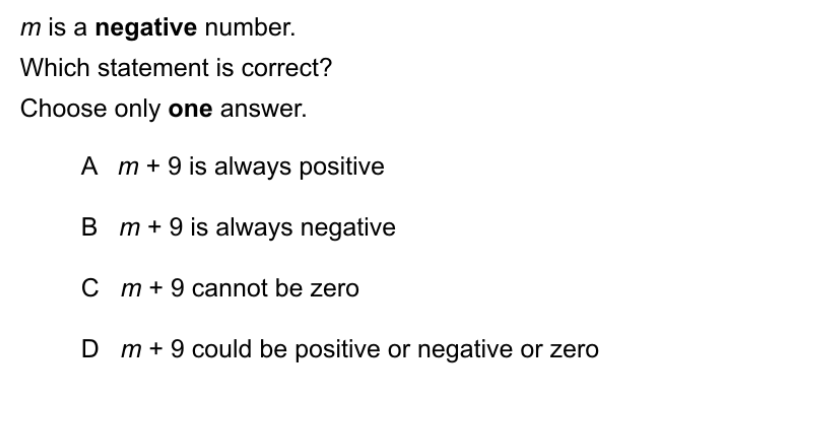 m is a negative number.
Which statement is correct?
Choose only one answer.
A m + 9 is always positive
B m + 9 is always negative
C m + 9 cannot be zero
D m + 9 could be positive or negative or zero